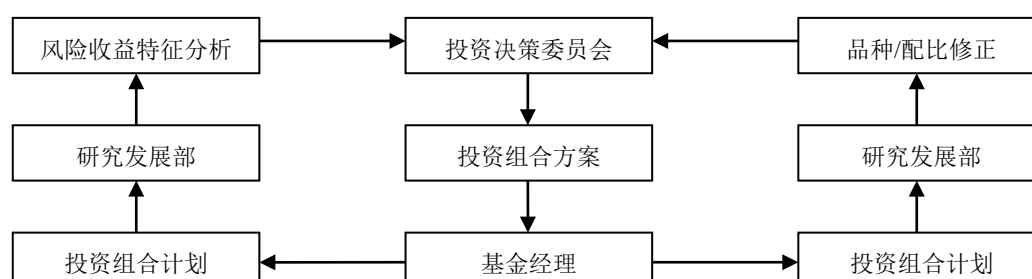 风险收益特征分析
投资决策委员会
品种/配比修正
研究发展部
投资组合方案
研究发展部
投资组合计划
基金经理
投资组合计划